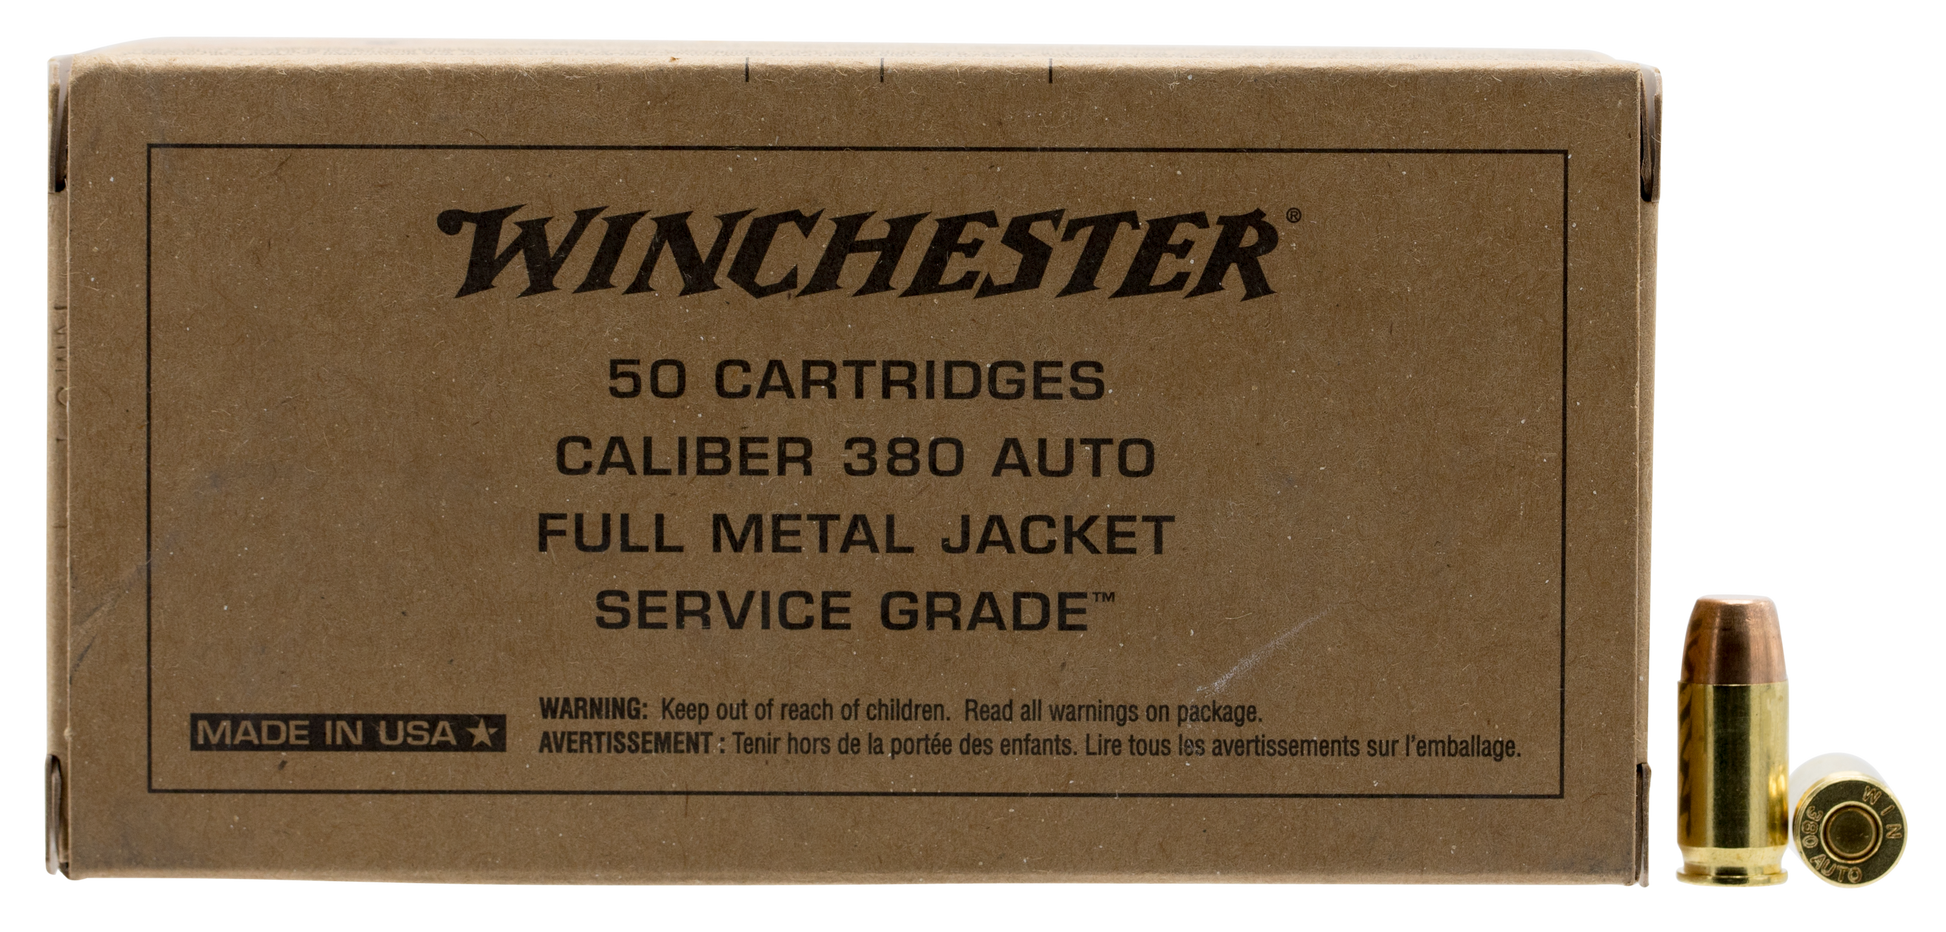 WINCHESTER®
50 CARTRIDGES
CALIBER 380 AUTO
FULL METAL JACKET
SERVICE GRADE™
MADE IN USA
WARNING: Keep out of reach of children. Read all warnings on package.
AVERTISSEMENT : Tenir hors de la portée des enfants. Lire tous les avertissements sur l'emballage.
WIN
380 AUTO